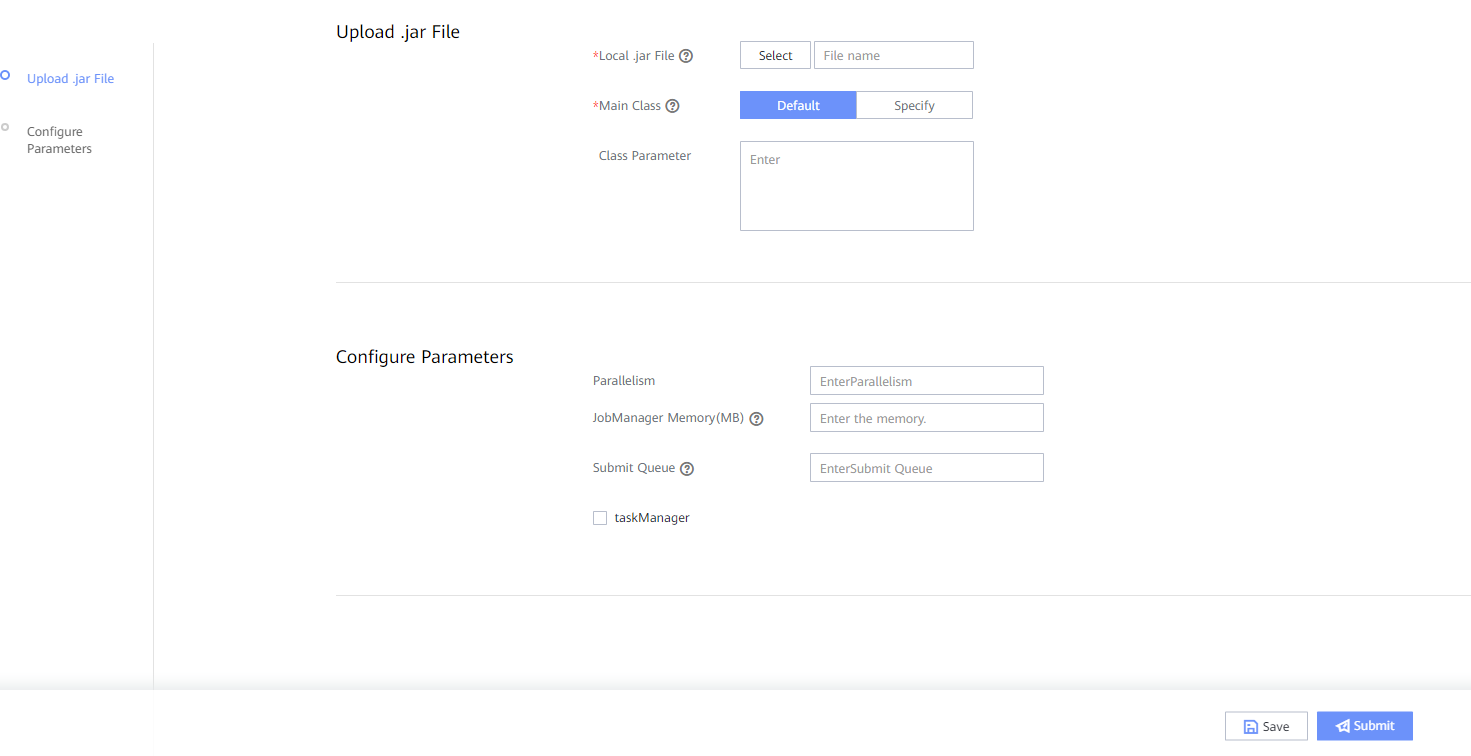 Upload .jar File
Configure
Parameters
Upload .jar File
*Local .jar File
Select
File name
*Main Class
Default
Specify
Class Parameter
Enter
Configure Parameters
Parallelism
EnterParallelism
JobManager Memory(MB)
Enter the memory.
Submit Queue
EnterSubmit Queue
taskManager
Save
Submit